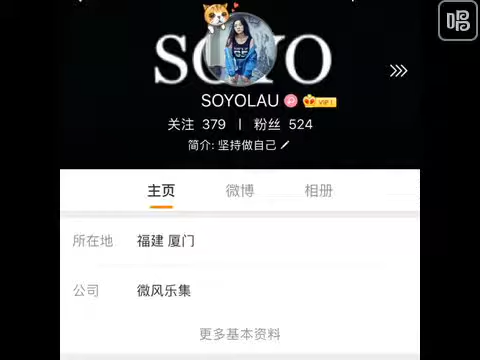 唱
SOYO
SOYOLAU VIP 1
关注 379 | 粉丝 524
简介: 坚持做自己
主页 微博 相册
所在地 福建 厦门
公司 微风乐集
更多基本资料